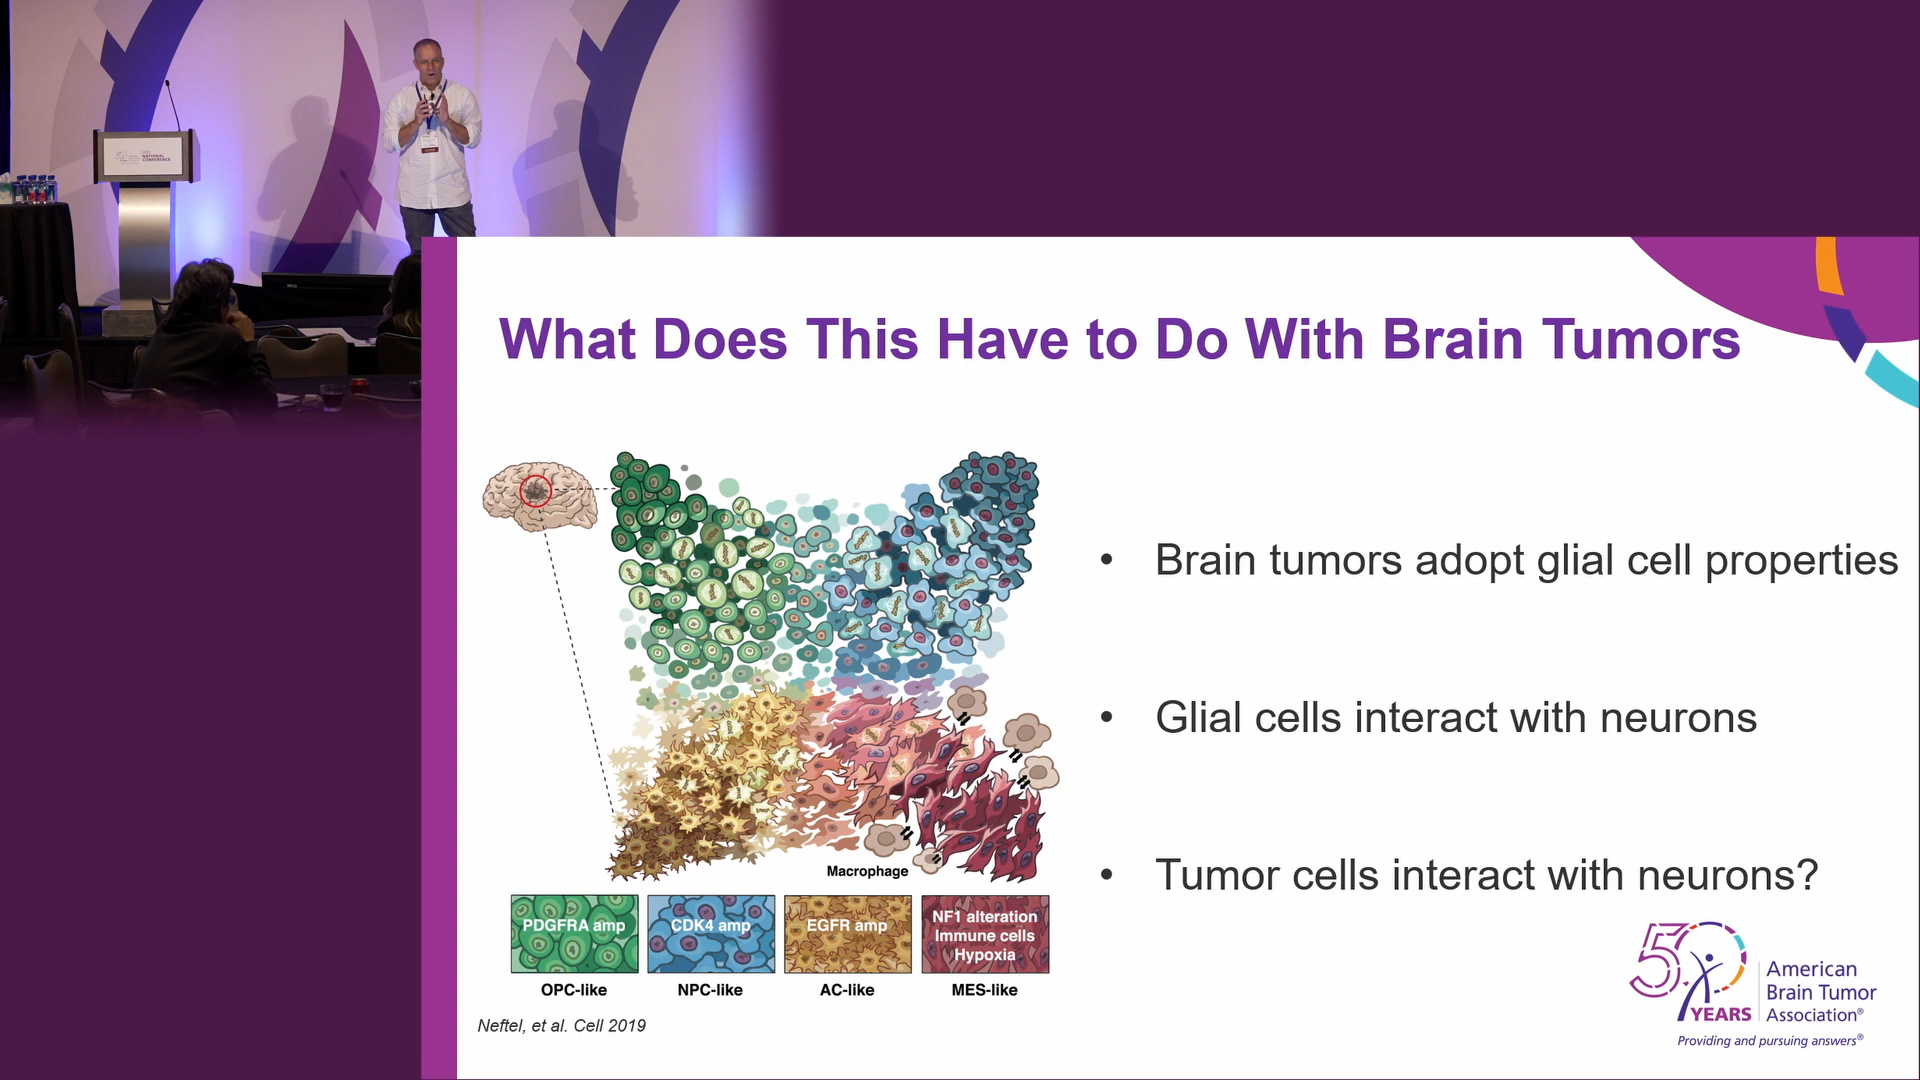 NATIONAL
CONFERENCE
What Does This Have to Do With Brain Tumors
• Brain tumors adopt glial cell properties
• Glial cells interact with neurons
• Tumor cells interact with neurons?
Macrophage
PDGFRA amp
CDK4 amp
EGFR amp
NF1 alteration
Immune cells
Hypoxia
OPC-like
NPC-like
AC-like
MES-like
Neftel, et al. Cell 2019
50
YEARS
American
Brain Tumor
Association®
Providing and pursuing answers®